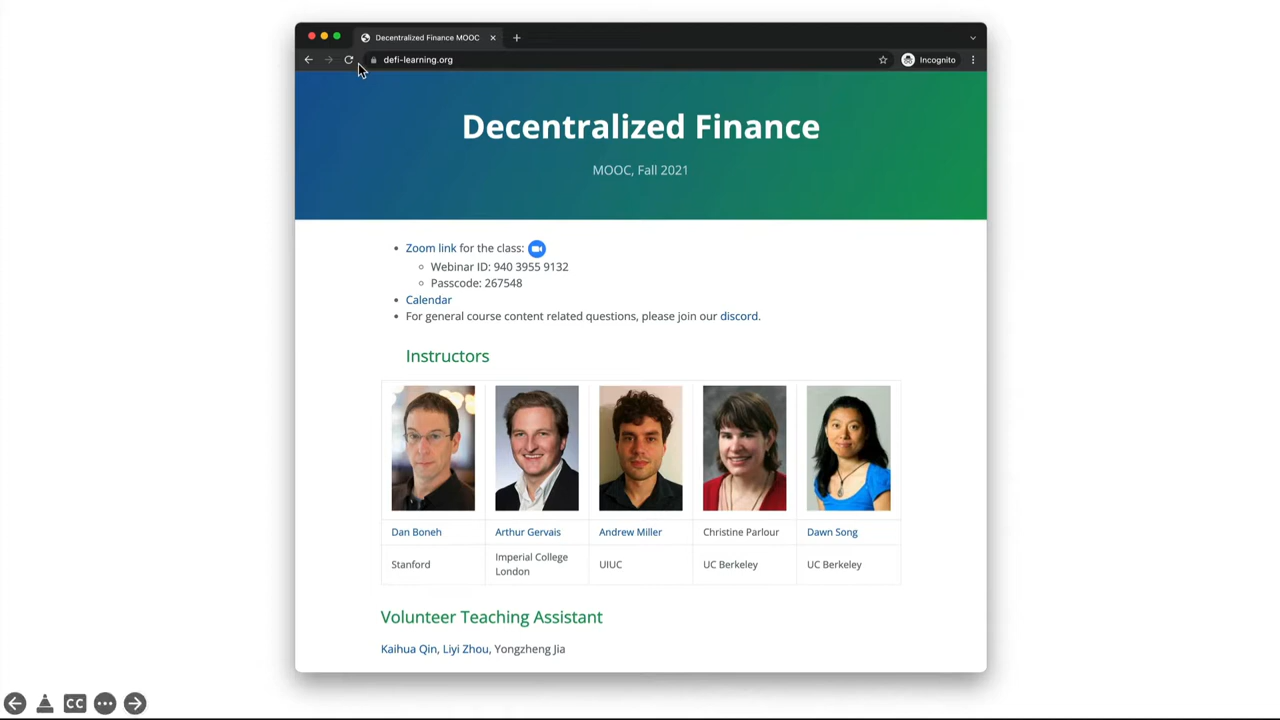 Decentralized Finance MOOC
defi-learning.org
Incognito
Decentralized Finance
MOOC, Fall 2021
Zoom link for the class:
Webinar ID: 940 3955 9132
Passcode: 267548
Calendar
For general course content related questions, please join our discord.
Instructors
Dan Boneh Arthur Gervais Andrew Miller Christine Parlour Dawn Song
Stanford Imperial College London UIUC UC Berkeley UC Berkeley
Volunteer Teaching Assistant
Kaihua Qin, Liyi Zhou, Yongzheng Jia
CC